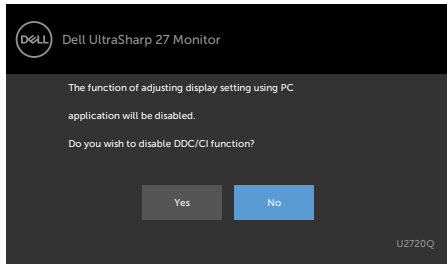 DELL Dell UltraSharp 27 Monitor
The function of adjusting display setting using PC
application will be disabled.
Do you wish to disable DDC/CI function?
Yes No
U2720Q